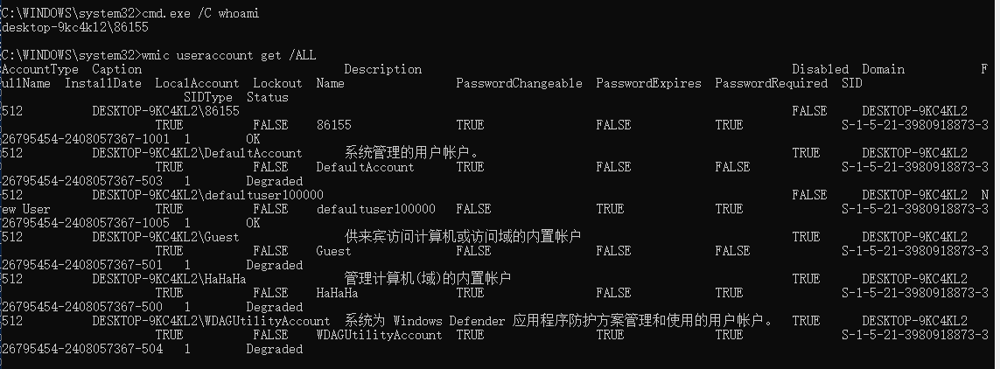 C:\WINDOWS\system32>cmd.exe /C whoami
desktop-9kc4kl2\86155
C:\WINDOWS\system32>wmic useraccount get /ALL
AccountType  Caption                             Description                                                     Disabled  Domain           F
ullName  InstallDate  LocalAccount  Lockout  Name                PasswordChangeable  PasswordExpires  PasswordRequired  SID
                          SIDType  Status
512          DESKTOP-9KC4KL2\86155                                                                               FALSE     DESKTOP-9KC4KL2
                      TRUE          FALSE    86155               TRUE                FALSE            TRUE              S-1-5-21-3980918873-3
26795454-2408057367-1001  1        OK
512          DESKTOP-9KC4KL2\DefaultAccount      系统管理的用户帐户。                                            TRUE      DESKTOP-9KC4KL2
                      TRUE          FALSE    DefaultAccount      TRUE                FALSE            FALSE             S-1-5-21-3980918873-3
26795454-2408057367-503   1        Degraded
512          DESKTOP-9KC4KL2\defaultuser100000                                                                   FALSE     DESKTOP-9KC4KL2  N
ew User               TRUE          FALSE    defaultuser100000   FALSE               TRUE             TRUE              S-1-5-21-3980918873-3
26795454-2408057367-1005  1        OK
512          DESKTOP-9KC4KL2\Guest               供来宾访问计算机或访问域的内置帐户                              TRUE      DESKTOP-9KC4KL2
                      TRUE          FALSE    Guest               FALSE               FALSE            FALSE             S-1-5-21-3980918873-3
26795454-2408057367-501   1        Degraded
512          DESKTOP-9KC4KL2\HaHaHa              管理计算机(域)的内置帐户                                        TRUE      DESKTOP-9KC4KL2
                      TRUE          FALSE    HaHaHa              TRUE                FALSE            TRUE              S-1-5-21-3980918873-3
26795454-2408057367-500   1        Degraded
512          DESKTOP-9KC4KL2\WDAGUtilityAccount  系统为 Windows Defender 应用程序防护方案管理和使用的用户帐户。  TRUE      DESKTOP-9KC4KL2
                      TRUE          FALSE    WDAGUtilityAccount  TRUE                TRUE             TRUE              S-1-5-21-3980918873-3
26795454-2408057367-504   1        Degraded